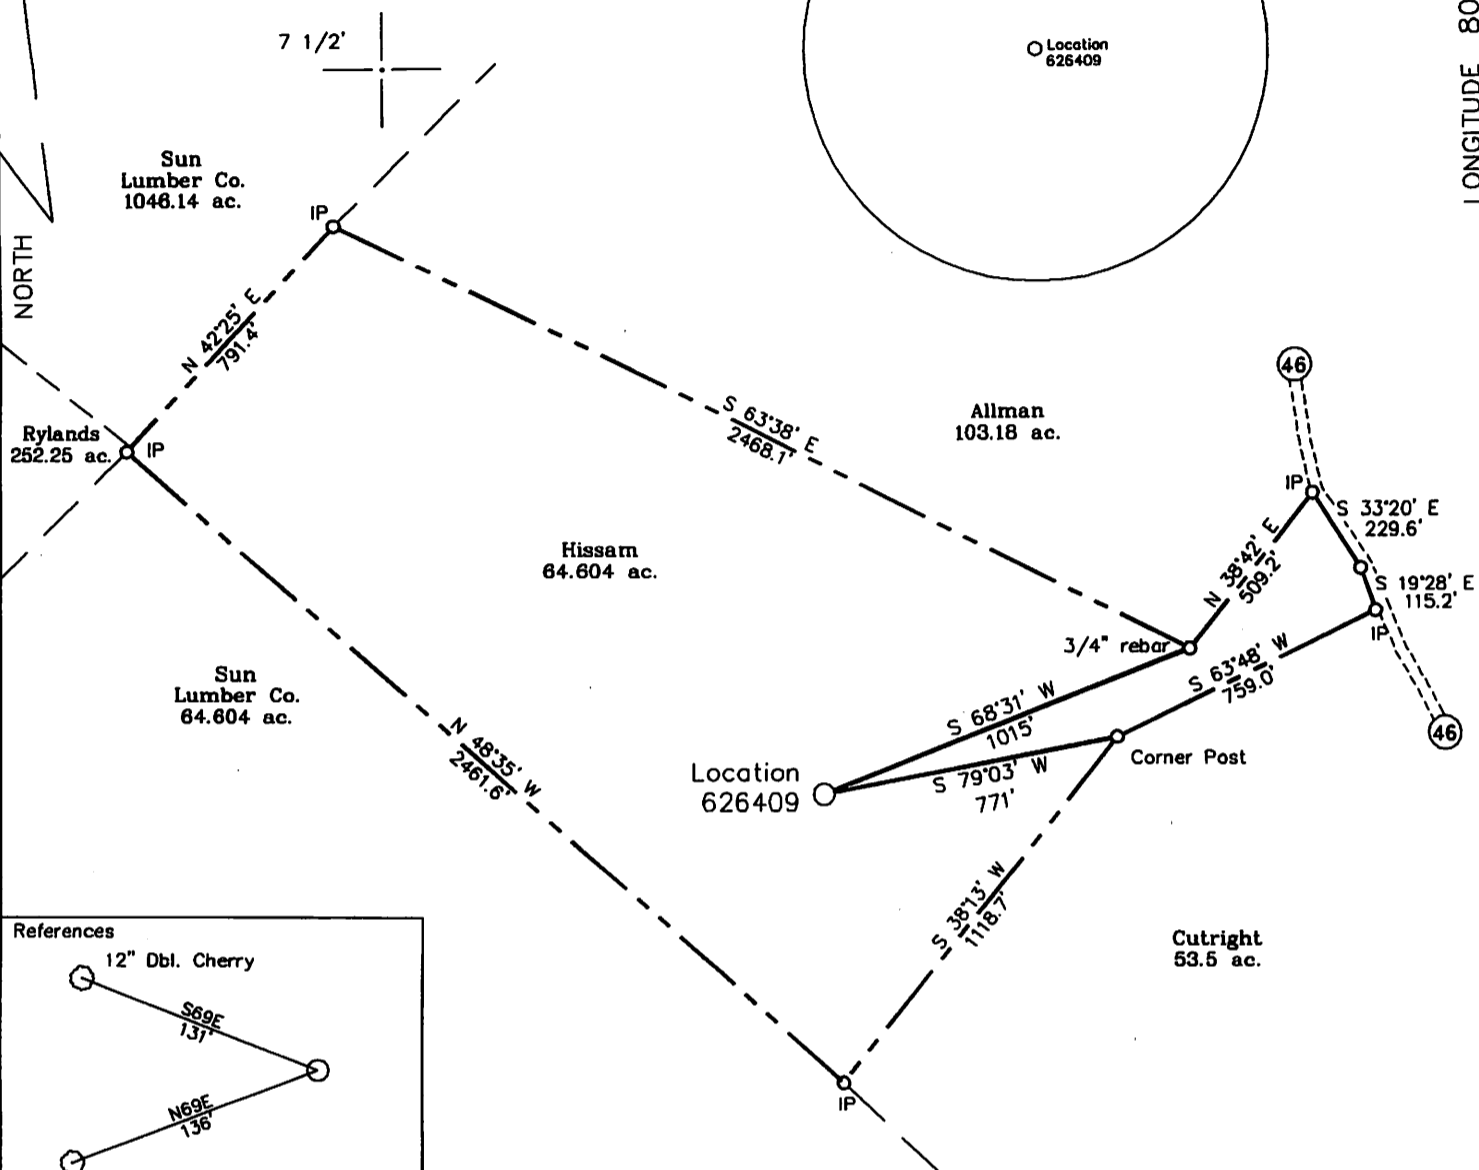 7 1/2'
Location
626409
LONGITUDE 80
Sun
Lumber Co.
1046.14 ac.
IP
NORTH
N 42°25' E
791.4'
Rylands
252.25 ac.
IP
S 63°38' E
2468.1'
Allman
103.18 ac.
46
IP
S 33°20' E
229.6'
N 38°42' E
509.2'
S 19°28' E
115.2'
IP
Hissam
64.604 ac.
3/4" rebar
S 63°48' W
759.0'
Sun
Lumber Co.
64.604 ac.
S 68°31' W
1015'
N 48°35' W
2461.6'
46
Corner Post
Location
626409
S 79°03' W
771'
S 38°13' W
1118.7'
Cutright
53.5 ac.
IP
References
12" Dbl. Cherry
S69E
131'
N69E
136'